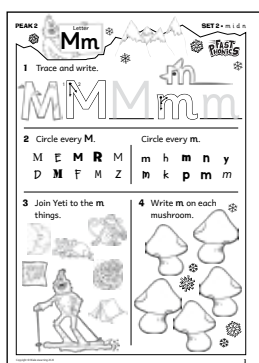 PEAK 2
Letter
Mm
SET 2 • m i d n
FAST
PHONICS
1 Trace and write.
M M M m m m
2 Circle every M.
M E M R M
D M F M Z
Circle every m.
m h m n y
m k p m m
3 Join Yeti to the m
things.
4 Write m on each
mushroom.